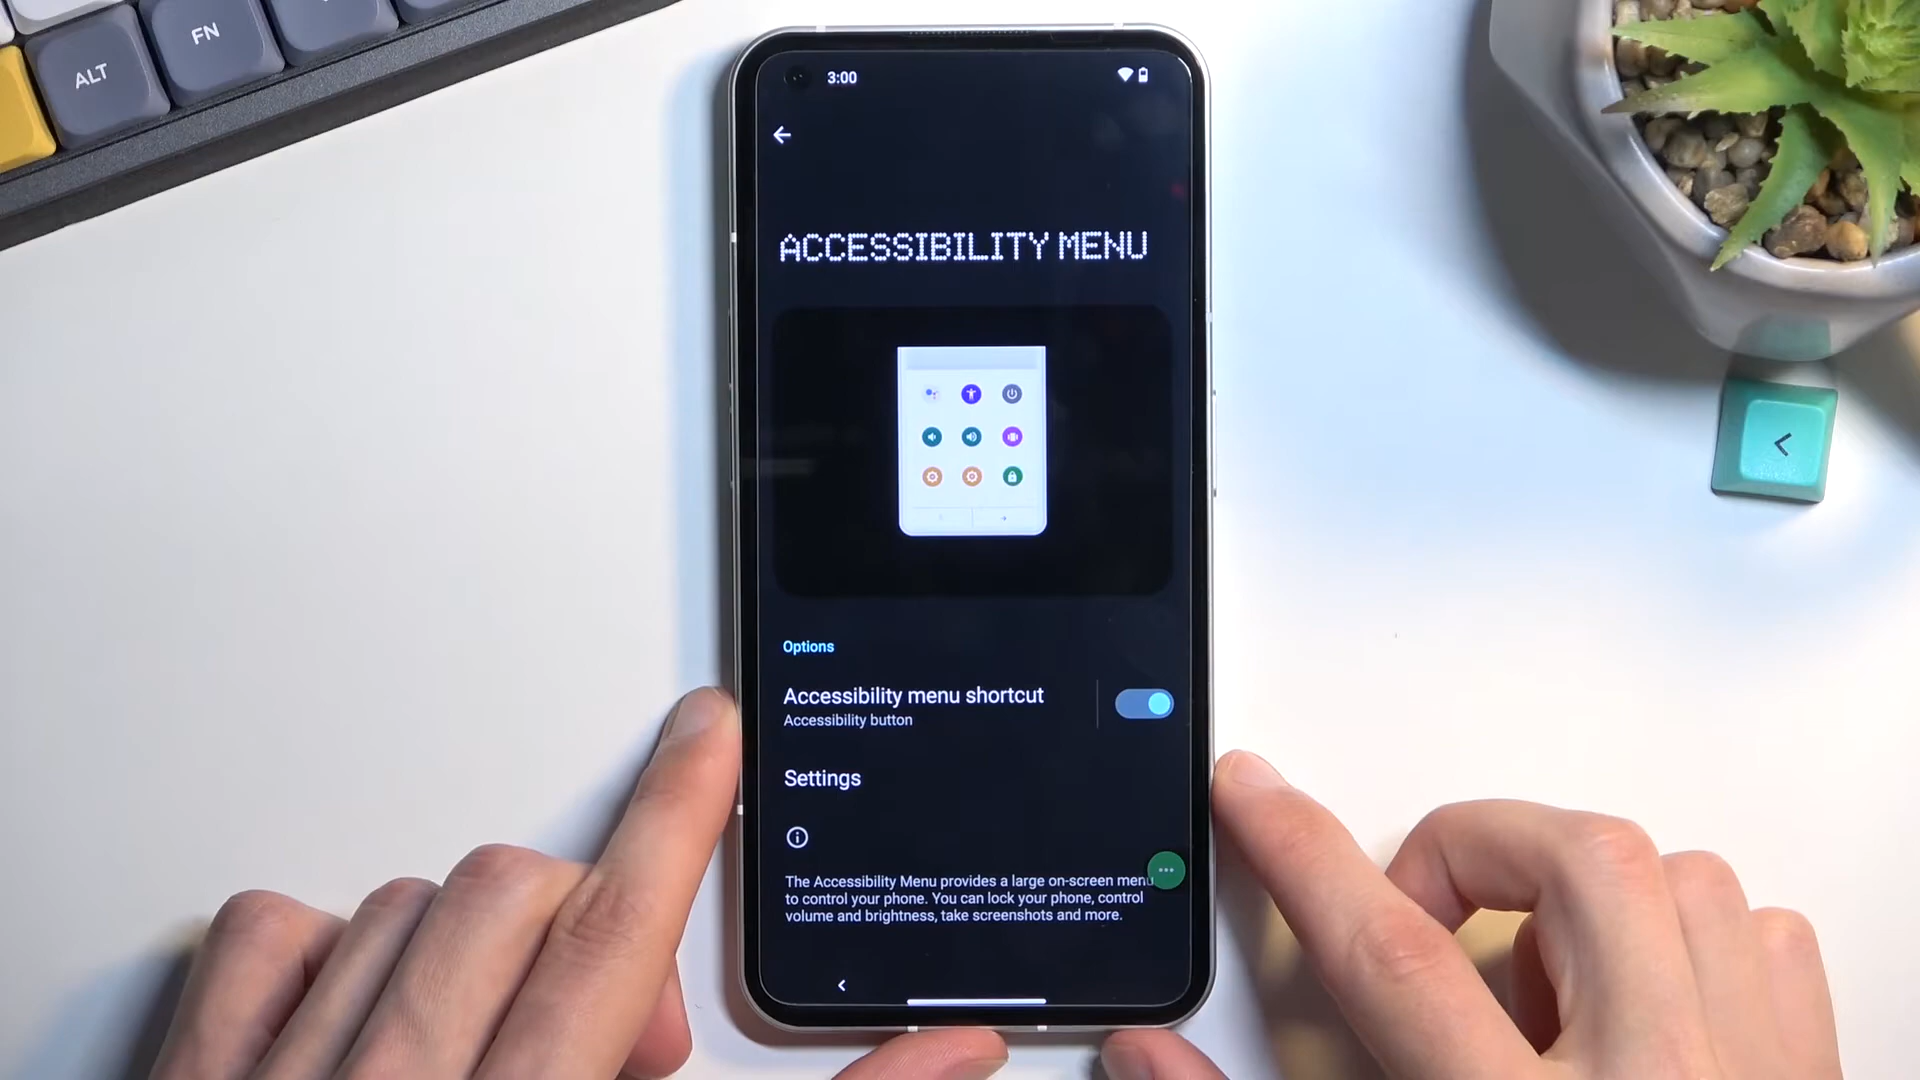 ALT
FN
3:00
ACCESSIBILITY MENU
Options
Accessibility menu shortcut
Accessibility button
Settings
The Accessibility Menu provides a large on-screen menu
to control your phone. You can lock your phone, control
volume and brightness, take screenshots and more.
<